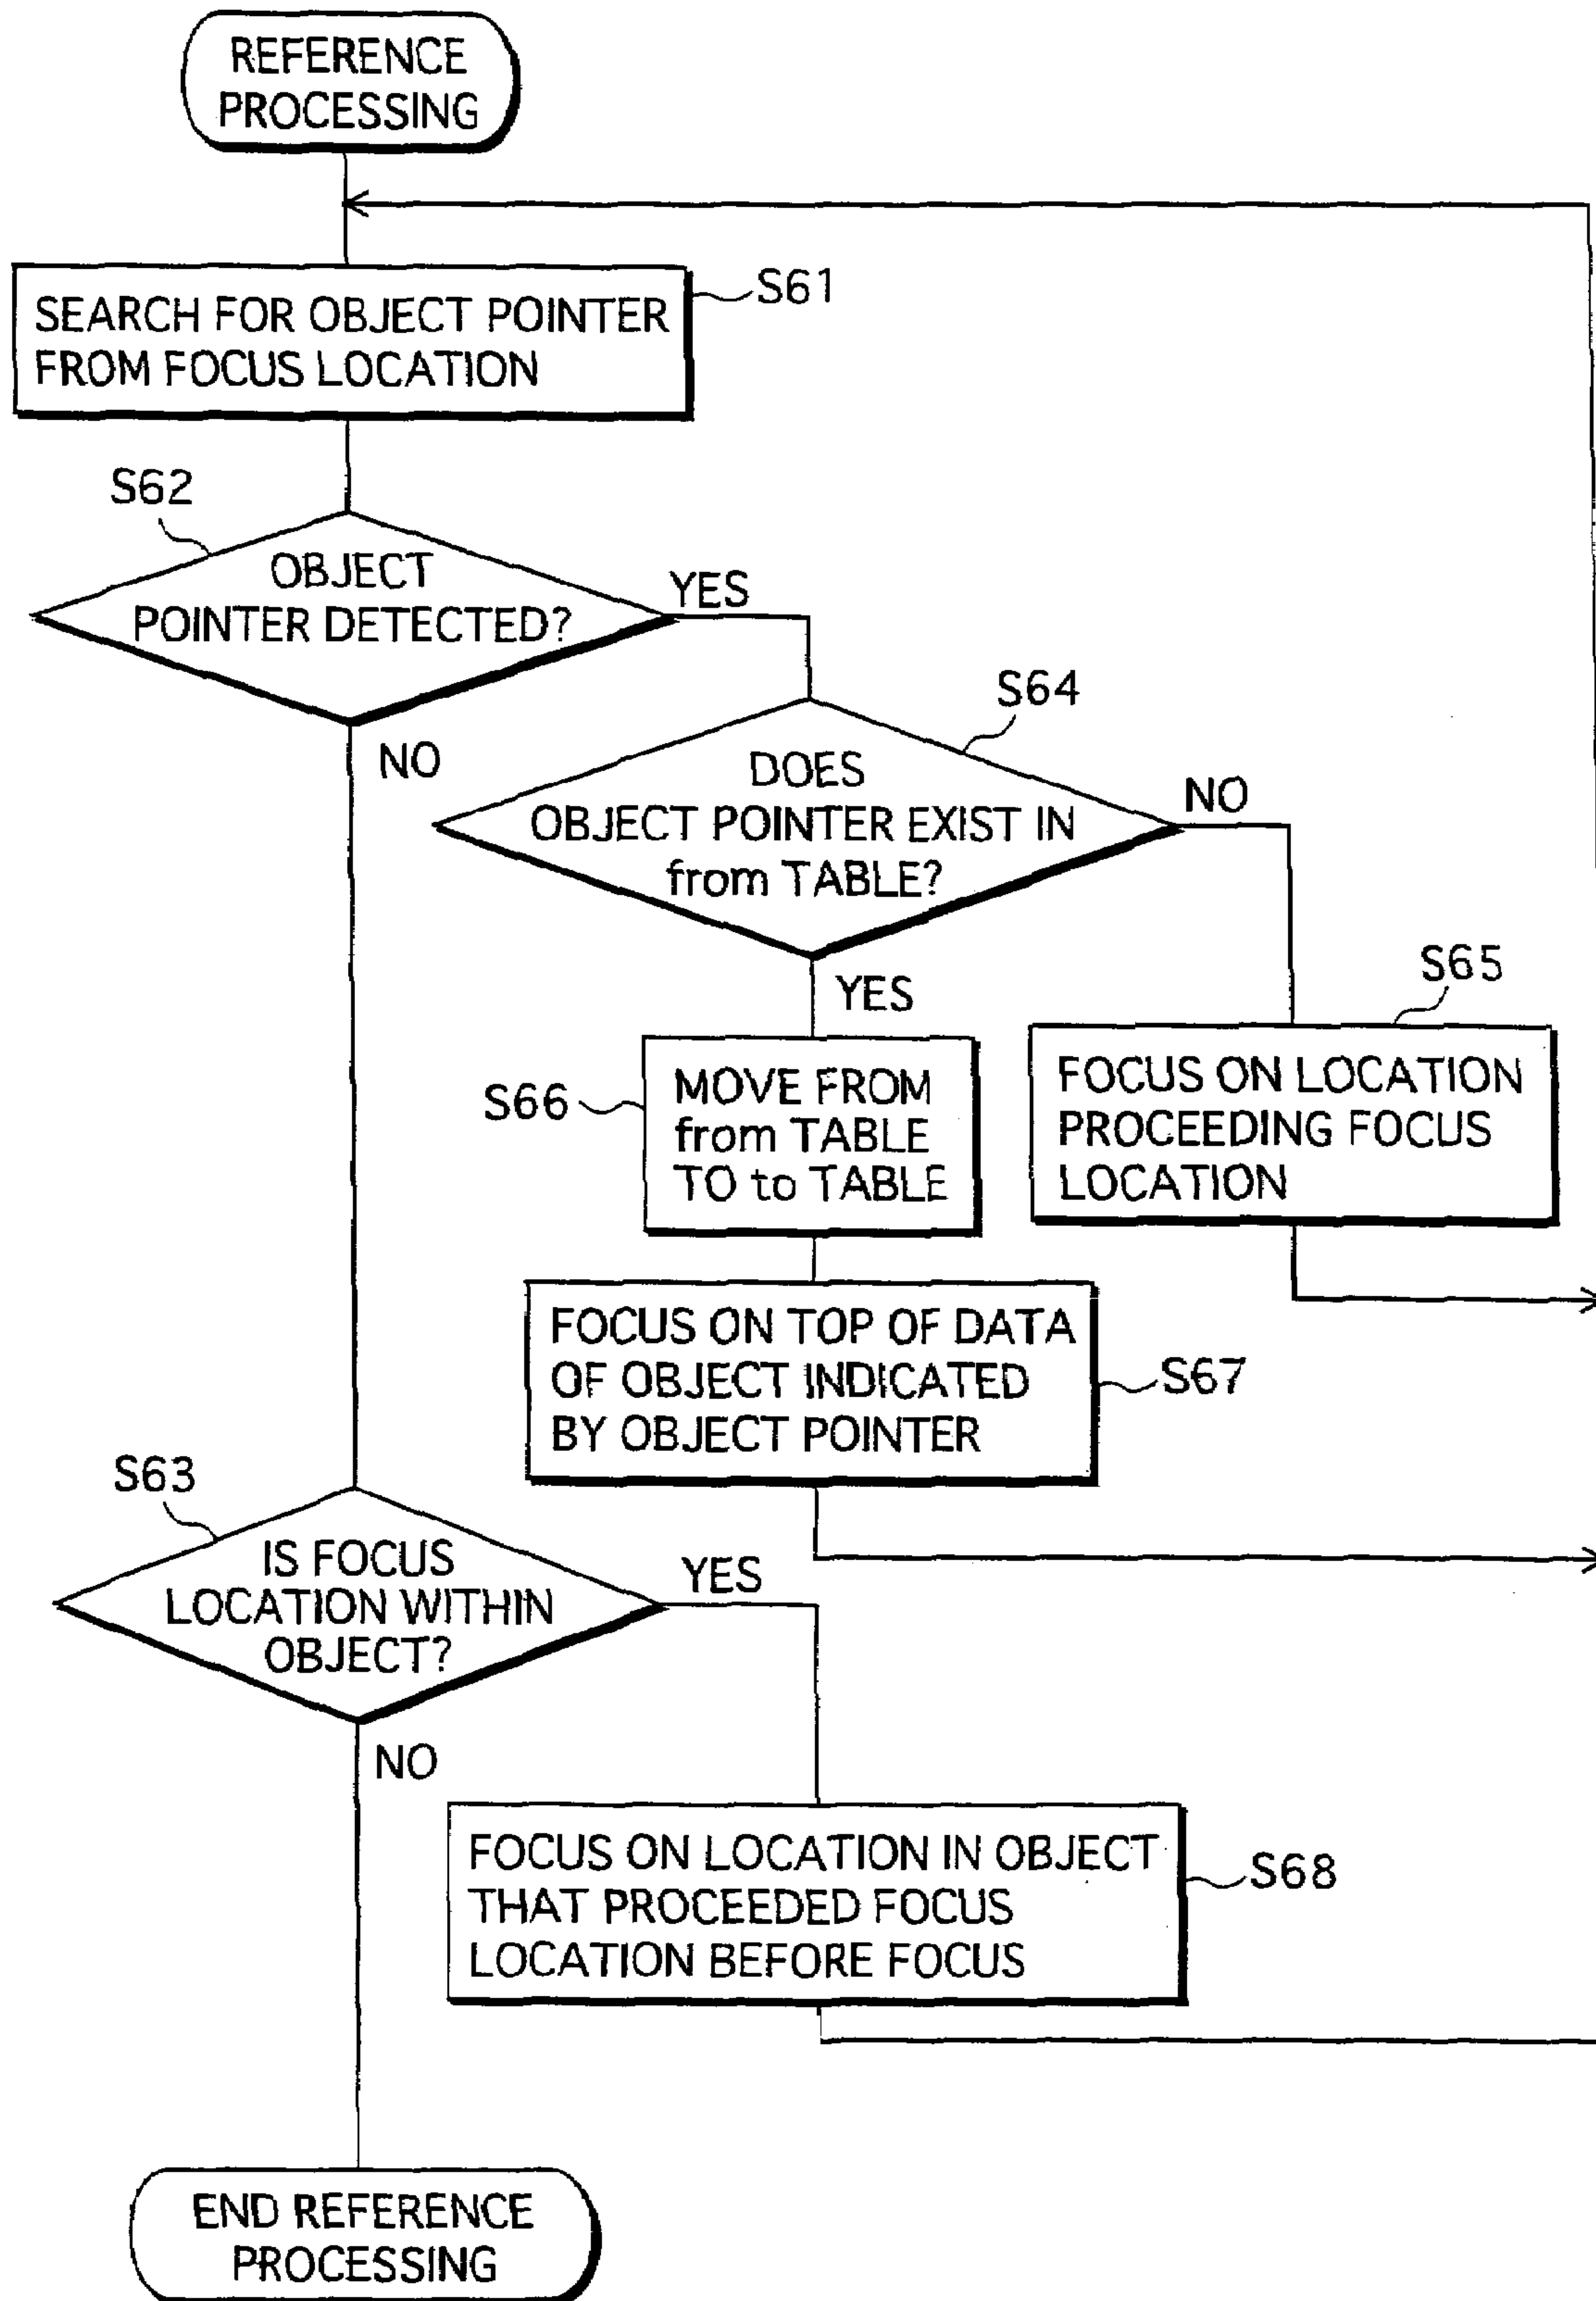 REFERENCE
PROCESSING
SEARCH FOR OBJECT POINTER
FROM FOCUS LOCATION
S61
S62
OBJECT
POINTER DETECTED?
YES
NO
S64
DOES
OBJECT POINTER EXIST IN
from TABLE?
NO
YES
S65
FOCUS ON LOCATION
PROCEEDING FOCUS
LOCATION
S66
MOVE FROM
from TABLE
TO to TABLE
FOCUS ON TOP OF DATA
OF OBJECT INDICATED
BY OBJECT POINTER
S67
S63
IS FOCUS
LOCATION WITHIN
OBJECT?
YES
NO
FOCUS ON LOCATION IN OBJECT
THAT PROCEEDED FOCUS
LOCATION BEFORE FOCUS
S68
END REFERENCE
PROCESSING